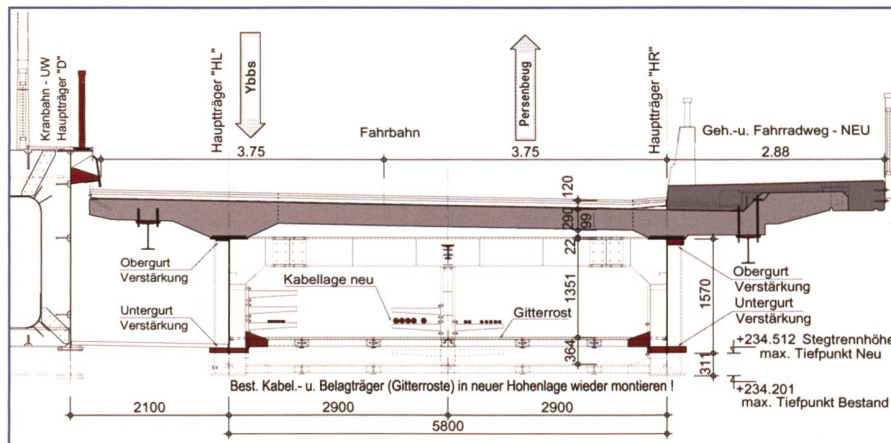 Kranbahn - UW
Hauptträger "D"
Hauptträger "HL"
Ybbs
Persenbeug
Hauptträger "HR"
Fahrbahn
Geh.-u. Fahrradweg - NEU
3.75
3.75
2.88
120
290
99
22
Obergurt
Verstärkung
Kabellage neu
1351
Obergurt
Verstärkung
1570
Untergurt
Verstärkung
Gitterrost
Untergurt
Verstärkung
+234.512 Stegtrennhöhe
max. Tiefpunkt Neu
364
311
Best. Kabel.- u. Belagträger (Gitterroste) in neuer Hohenlage wieder montieren !
+234.201
max. Tiefpunkt Bestand
2100
2900
2900
5800